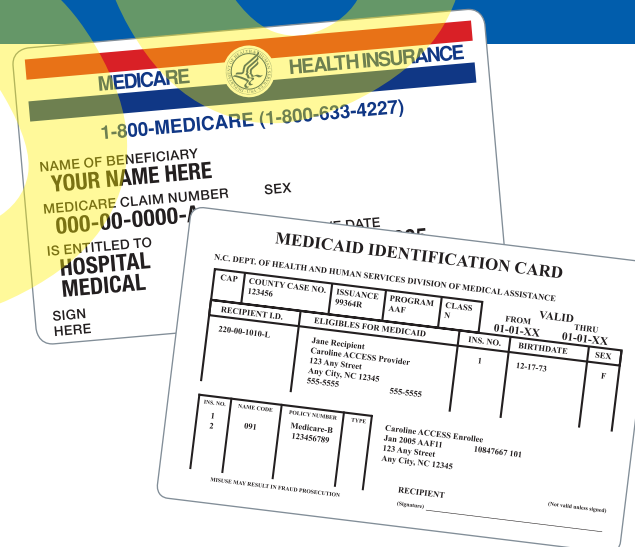 MEDICARE HEALTH INSURANCE
1-800-MEDICARE (1-800-633-4227)
NAME OF BENEFICIARY
YOUR NAME HERE
MEDICARE CLAIM NUMBER SEX
000-00-0000-A
DATE
IS ENTITLED TO
HOSPITAL
MEDICAL
SIGN
HERE
MEDICAID IDENTIFICATION CARD
N.C. DEPT. OF HEALTH AND HUMAN SERVICES DIVISION OF MEDICAL ASSISTANCE
CAP COUNTY CASE NO. ISSUANCE PROGRAM CLASS
123456 99364R AAF N
VALID
FROM THRU
01-01-XX 01-01-XX
RECIPIENT I.D. ELIGIBLES FOR MEDICAID INS. NO. BIRTHDATE SEX
220-00-1010-L Jane Recipient 1 12-17-73 F
Caroline ACCESS Provider
123 Any Street
Any City, NC 12345
555-5555 555-5555
INS. NO. NAME CODE POLICY NUMBER TYPE
1 Medicare-B
2 091 123456789
Caroline ACCESS Enrollee
Jan 2005 AAF11 10847667 101
123 Any Street
Any City, NC 12345
RECIPIENT
(Signature) (Not valid unless signed)
MISUSE MAY RESULT IN FRAUD PROSECUTION